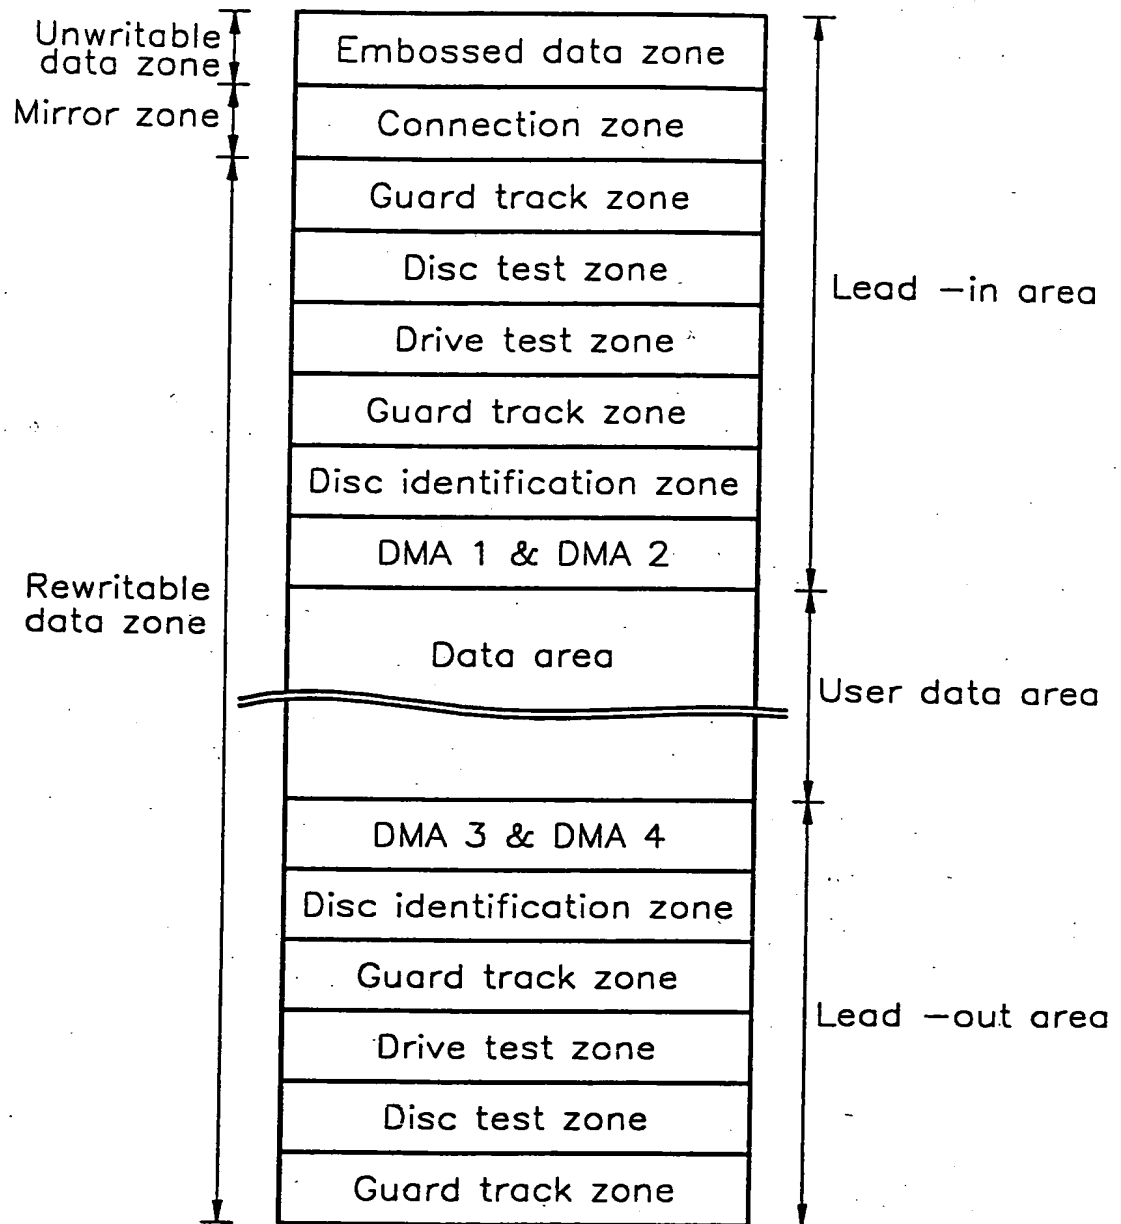 Unwritable
data zone
Embossed data zone
Mirror zone
Connection zone
Guard track zone
Disc test zone
Lead -in area
Drive test zone
Guard track zone
Disc identification zone
DMA 1 & DMA 2
Rewritable
data zone
Data area
User data area
DMA 3 & DMA 4
Disc identification zone
Guard track zone
Lead -out area
Drive test zone
Disc test zone
Guard track zone